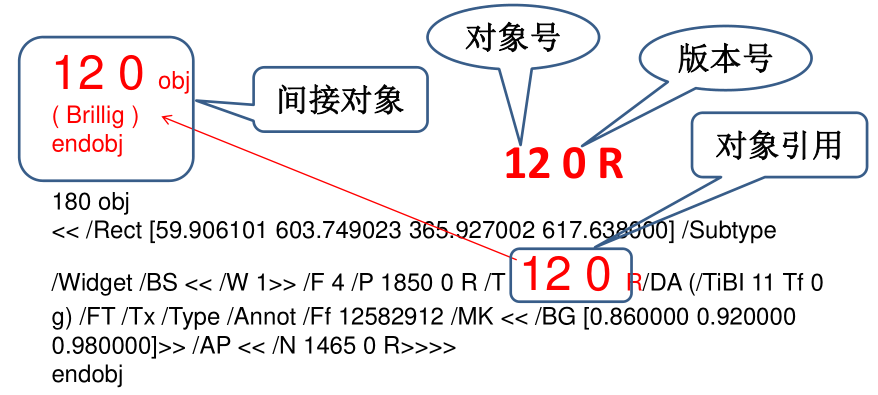 对象号
版本号
12 0 obj
( Brillig )
endobj
间接对象
12 0 R
对象引用
180 obj
<< /Rect [59.906101 603.749023 365.927002 617.638000] /Subtype
/Widget /BS << /W 1>> /F 4 /P 1850 0 R /T 12 0 R/DA (/TiBI 11 Tf 0
g) /FT /Tx /Type /Annot /Ff 12582912 /MK << /BG [0.860000 0.920000
0.980000]>> /AP << /N 1465 0 R>>>>
endobj